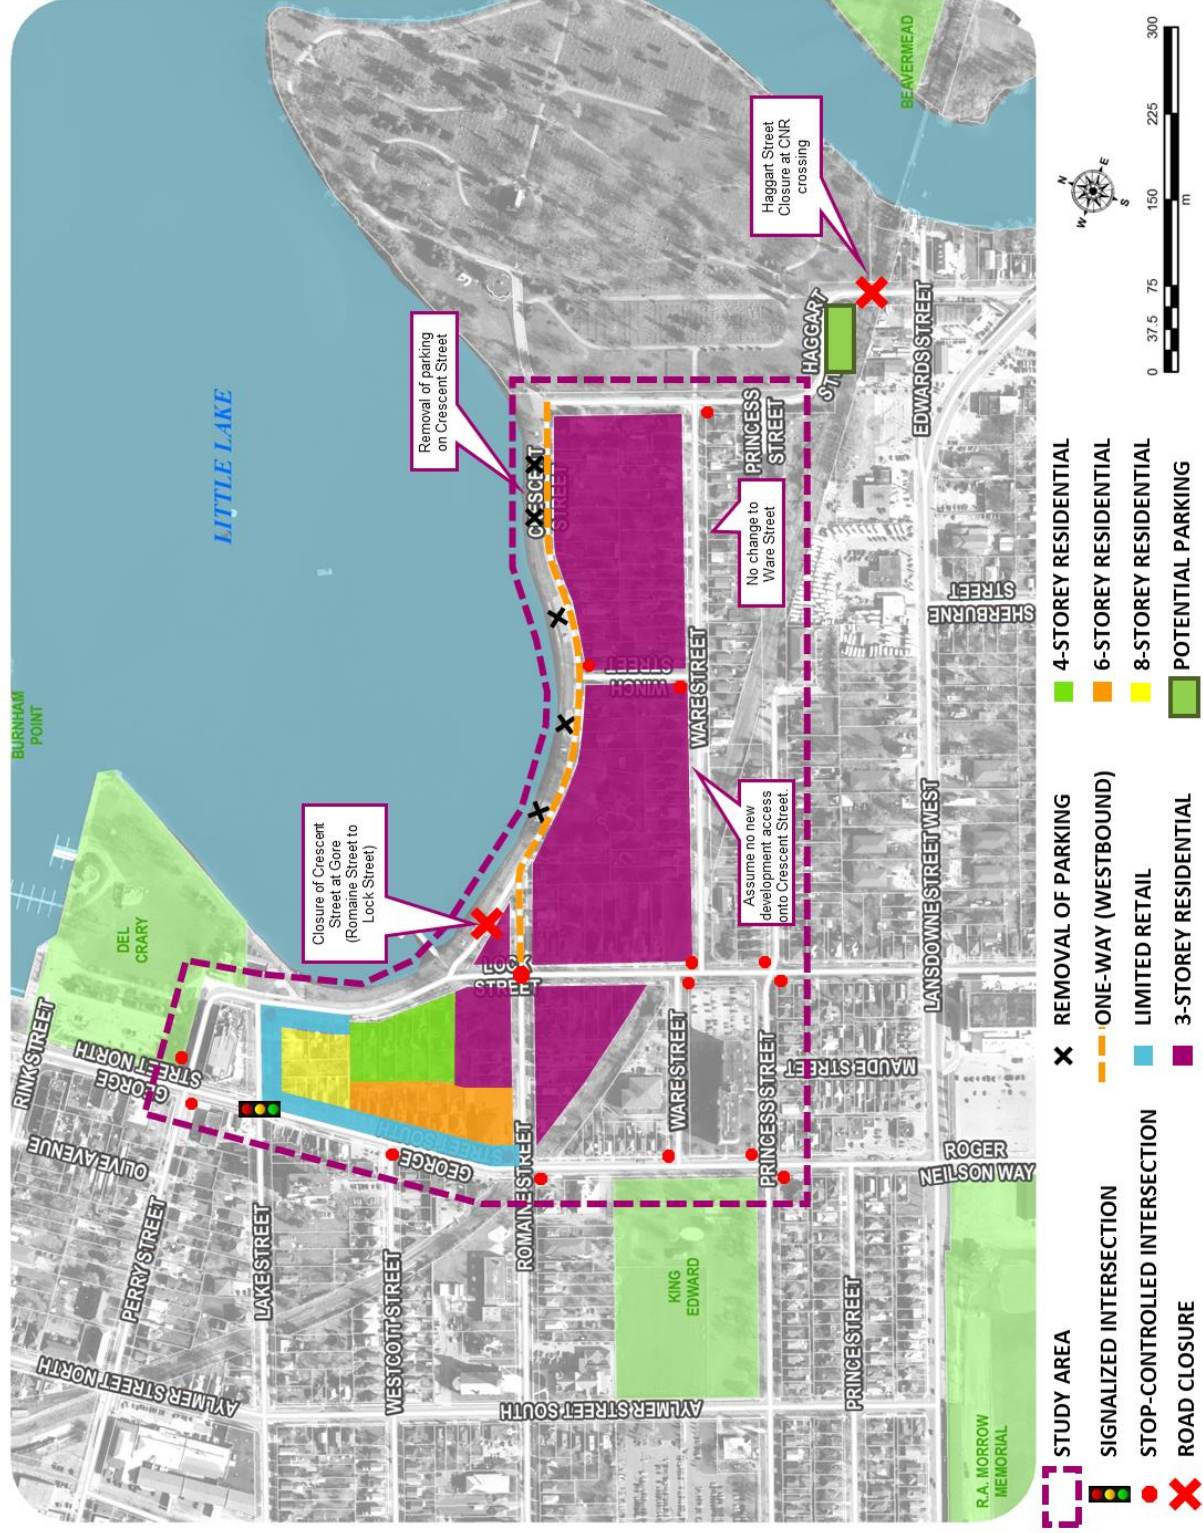 BURNHAM
POINT
LITTLE LAKE
BEAVERMEAD
DEL
CRARY
RINK STREET
GEORGE
STREET NORTH
OLIVE AVENUE
PERRY STREET
LAKE STREET
AYLMER STREET NORTH
WESTCOTT STREET
GEORGE
STREET SOUTH
Closure of Crescent
Street at Gore
(Romaine Street to
Lock Street)
Removal of parking
on Crescent Street
CRESCENT
STREET
Haggart Street
Closure at CNR
crossing
LOCK
STREET
ROMAINE STREET
AYLMER STREET SOUTH
WINCH
STREET
KING
EDWARD
WARE STREET
WARE STREET
No change to
Ware Street
Assume no new
development access
onto Crescent Street.
PRINCESS
STREET
HAGGART
PRINCESS STREET
MAUDE STREET
PRINCE STREET
ROGER
NEILSON WAY
LANSDOWNE STREET WEST
SHERBURNE
STREET
EDWARDS STREET
R.A. MORROW
MEMORIAL
STUDY AREA
SIGNALIZED INTERSECTION
STOP-CONTROLLED INTERSECTION
ROAD CLOSURE
REMOVAL OF PARKING
ONE-WAY (WESTBOUND)
LIMITED RETAIL
3-STOREY RESIDENTIAL
4-STOREY RESIDENTIAL
6-STOREY RESIDENTIAL
8-STOREY RESIDENTIAL
POTENTIAL PARKING
N
E
S
W
0 37.5 75 150 225 300
m